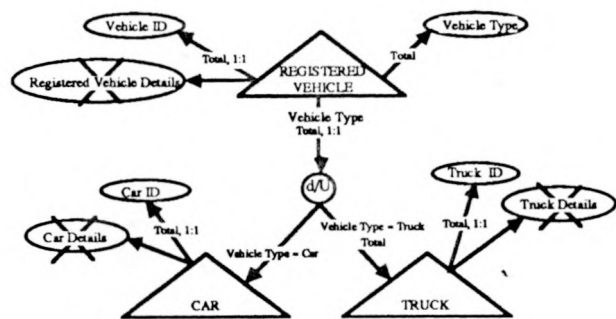 Vehicle ID
Vehicle Type
Total, 1:1
Total
Registered Vehicle Details
REGISTERED
VEHICLE
Vehicle Type
Total, 1:1
d/U
Car ID
Truck ID
Car Details
Truck Details
Total, 1:1
Vehicle Type = Car
Vehicle Type = Truck
Total
Total, 1:1
CAR
TRUCK